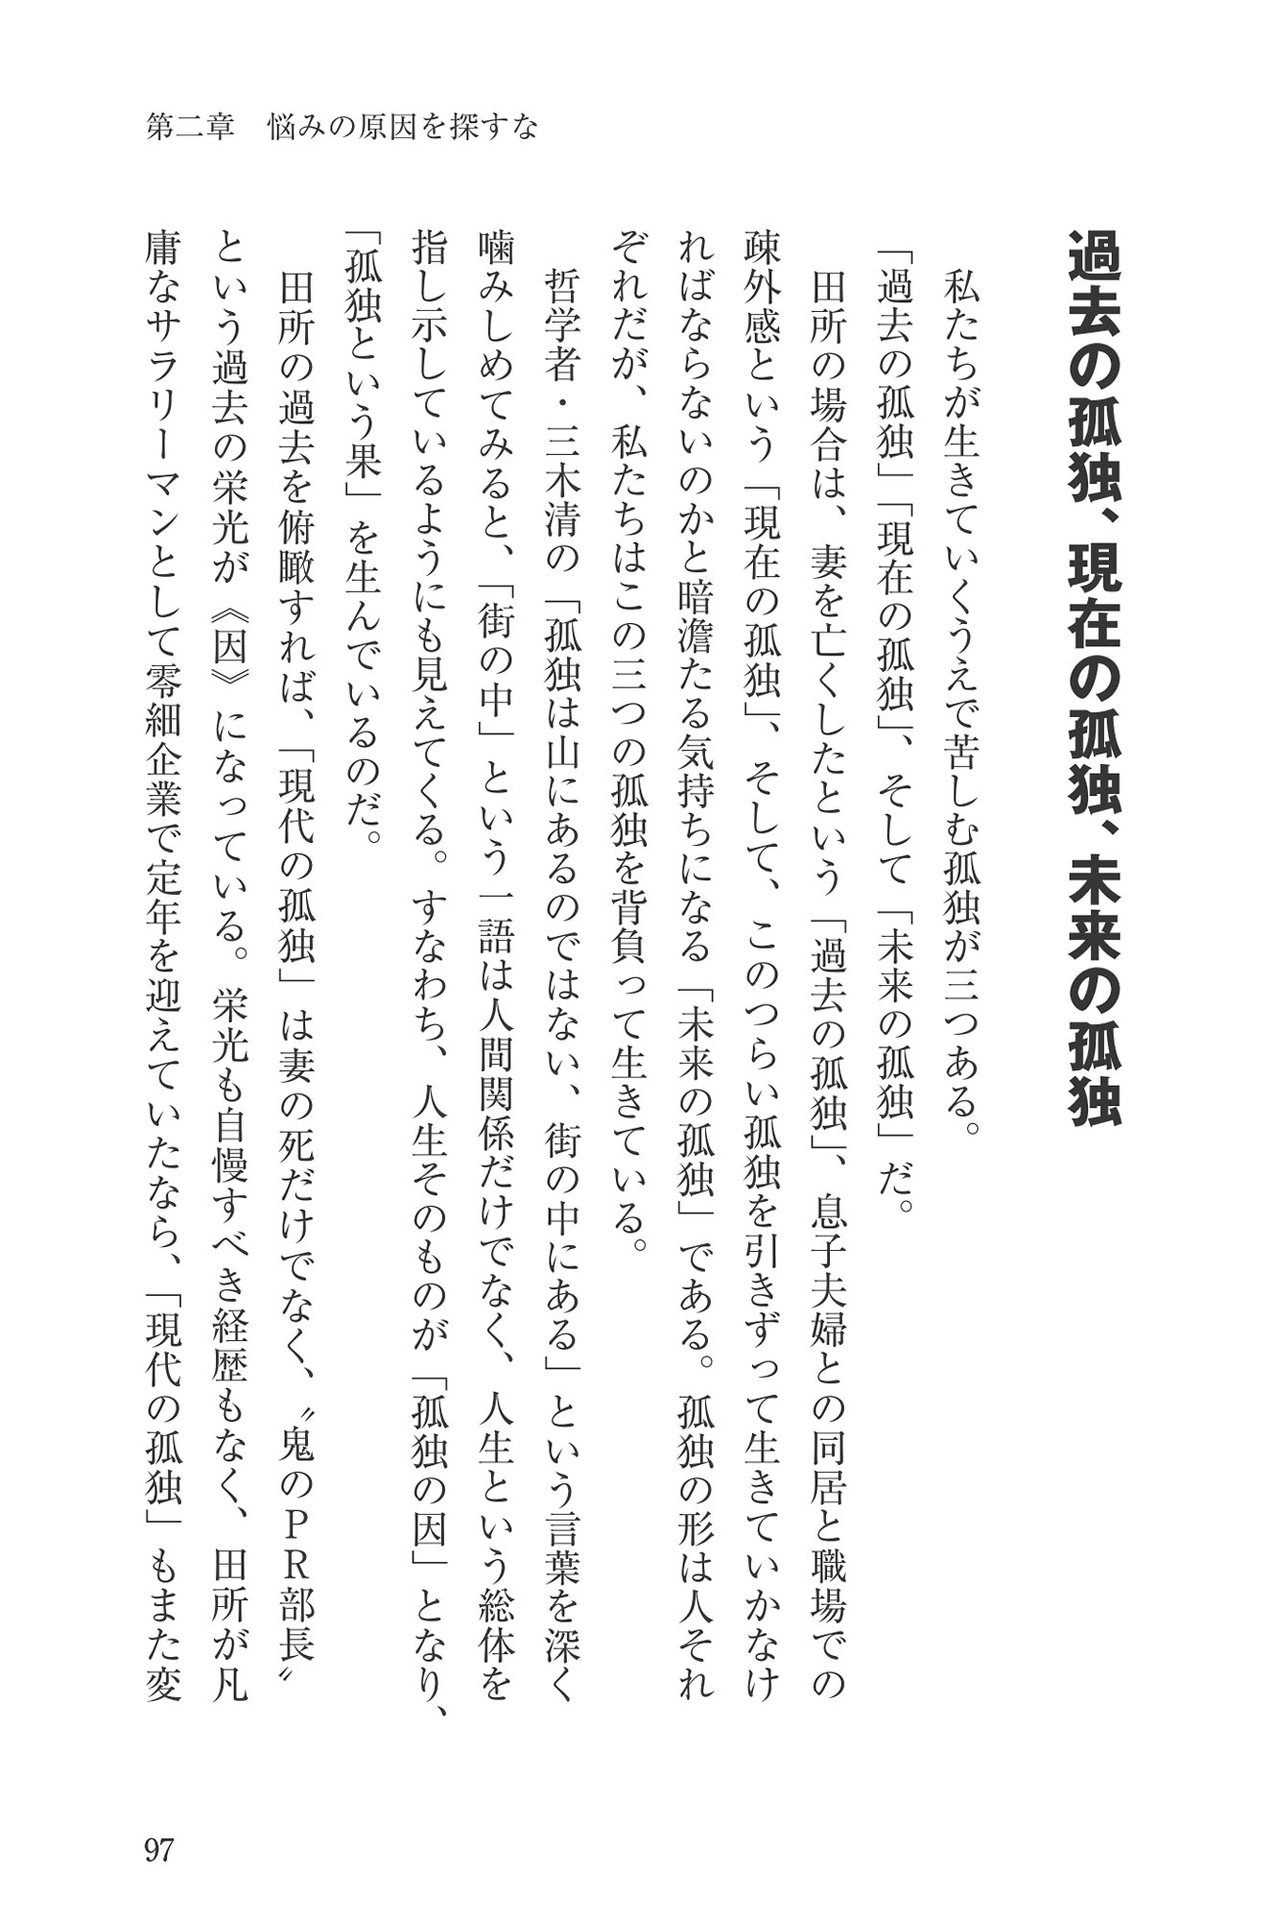 第二章　悩みの原因を探すな
過去の孤独、現在の孤独、未来の孤独
私たちが生きていくうえで苦しむ孤独が三つある。
「過去の孤独」「現在の孤独」、そして「未来の孤独」だ。
田所の場合は、妻を亡くしたという「過去の孤独」、息子夫婦との同居と職場での
疎外感という「現在の孤独」、そして、このつらい孤独を引きずって生きていかなけ
ればならないのかと暗澹たる気持ちになる「未来の孤独」である。孤独の形は人それ
ぞれだが、私たちはこの三つの孤独を背負って生きている。
哲学者・三木清の「孤独は山にあるのではない、街の中にある」という言葉を深く
噛みしめてみると、「街の中」という一語は人間関係だけでなく、人生という総体を
指し示しているようにも見えてくる。すなわち、人生そのものが「孤独の因」となり、
「孤独という果」を生んでいるのだ。
田所の過去を俯瞰すれば、「現代の孤独」は妻の死だけでなく、〝鬼のＰＲ部長〟
という過去の栄光が《因》になっている。栄光も自慢すべき経歴もなく、田所が凡
庸なサラリーマンとして零細企業で定年を迎えていたなら、「現代の孤独」もまた変
97